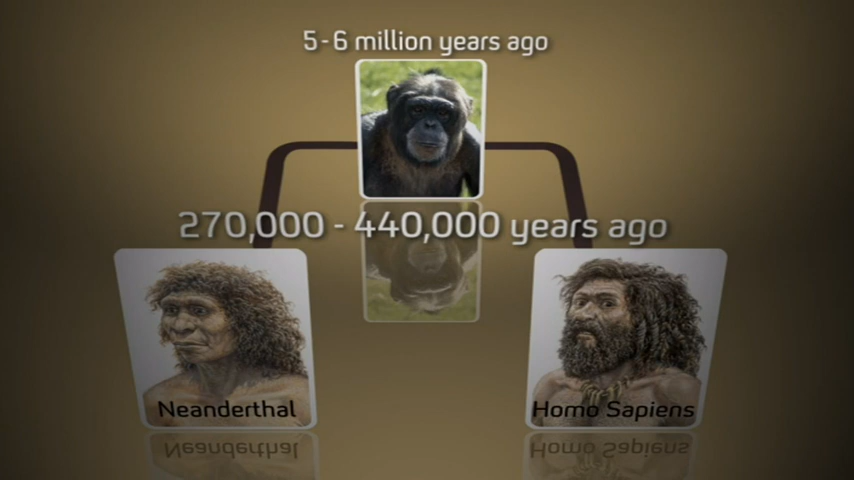 5-6 million years ago
270,000 - 440,000 years ago
Neanderthal
Homo Sapiens